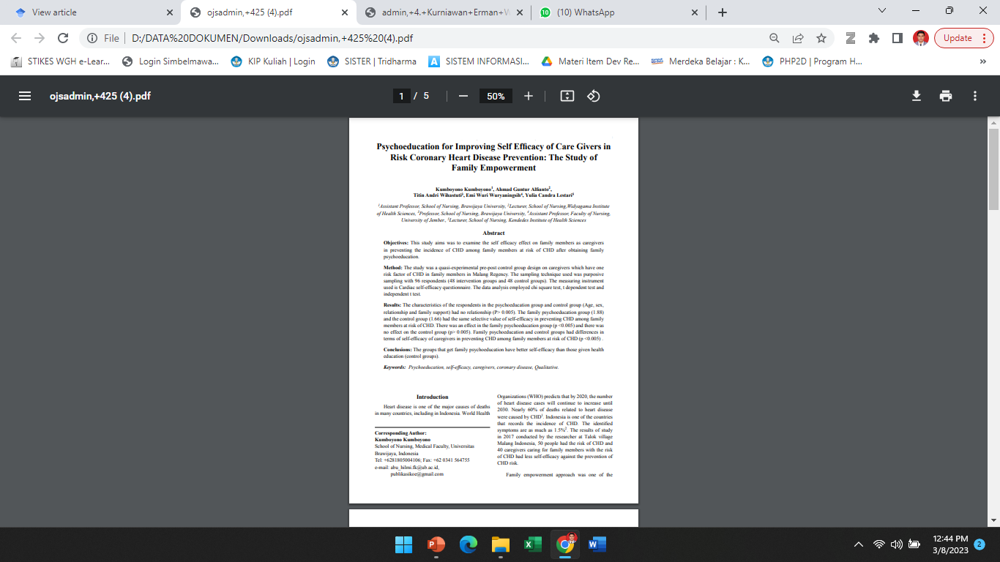 View article
ojsadmin,+425 (4).pdf
admin,+4.+Kurniawan+Erman+W
(10) WhatsApp
File
D:/DATA%20DOKUMEN/Downloads/ojsadmin,+425%20(4).pdf
Update
STIKES WGH e-Lear...
Login Simbelmawa...
KIP Kuliah | Login
SISTER | Tridharma
SISTEM INFORMASI...
Materi Item Dev Re...
Merdeka Belajar : K...
PHP2D | Program H...
ojsadmin,+425 (4).pdf
1 / 5
50%
Psychoeducation for Improving Self Efficacy of Care Givers in
Risk Coronary Heart Disease Prevention: The Study of
Family Empowerment
Kumboyono Kumboyono1, Ahmad Guntur Alfianto2,
Titin Andri Wihastuti3, Emi Wuri Wuryaningsih4, Yulia Candra Lestari5
1Assistant Professor, School of Nursing, Brawijaya University, 2Lecturer, School of Nursing, Widyagama Institute
of Health Sciences, 3Professor, School of Nursing, Brawijaya University, 4Assistant Professor, Faculty of Nursing,
University of Jember., 5Lecturer, School of Nursing, Kendedes Institute of Health Sciences
Abstract
Objectives: This study aims was to examine the self efficacy effect on family members as caregivers
in preventing the incidence of CHD among family members at risk of CHD after obtaining family
psychoeducation.
Method: The study was a quasi-experimental pre-post control group design on caregivers which have one
risk factor of CHD in family members in Malang Regency. The sampling technique used was purposive
sampling with 96 respondents (48 intervention groups and 48 control groups). The measuring instrument
used is Cardiac self-efficacy questionnaire. The data analysis employed chi square test, t dependent test and
independent t test.
Results: The characteristics of the respondents in the psychoeducation group and control group (Age, sex,
relationship and family support) had no relationship (P> 0.005). The family psychoeducation group (1.88)
and the control group (1.66) had the same selective value of self-efficacy in preventing CHD among family
members at risk of CHD. There was an effect in the family psychoeducation group (p <0.005) and there was
no effect on the control group (p> 0.005). Family psychoeducation and control groups had differences in
terms of self-efficacy of caregivers in preventing CHD among family members at risk of CHD (p <0.005) .
Conclusions: The groups that get family psychoeducation have better self-efficacy than those given health
education (control groups).
Keywords: Psychoeducation, self-efficacy, caregivers, coronary disease, Qualitative.
Introduction
Heart disease is one of the major causes of deaths
in many countries, including in Indonesia. World Health
Corresponding Author:
Kumboyono Kumboyono
School of Nursing, Medical Faculty, Universitas
Brawijaya, Indonesia
Tel: +6281805004106; Fax: +62 0341 564755
e-mail: abu_hilmi.fk@ub.ac.id,
publikasikoe@gmail.com
Organizations (WHO) predicts that by 2020, the number
of heart disease cases will continue to increase until
2030. Nearly 60% of deaths related to heart disease
were caused by CHD1. Indonesia is one of the countries
that records the incidence of CHD. The identified
symptoms are as much as 1.5%2. The results of study
in 2017 conducted by the researcher at Talok village
Malang Indonesia, 50 people had the risk of CHD and
40 caregivers caring for family members with the risk
of CHD had less self-efficacy against the prevention of
CHD risk.
Family empowerment approach was one of the
12:44 PM
3/8/2023
2